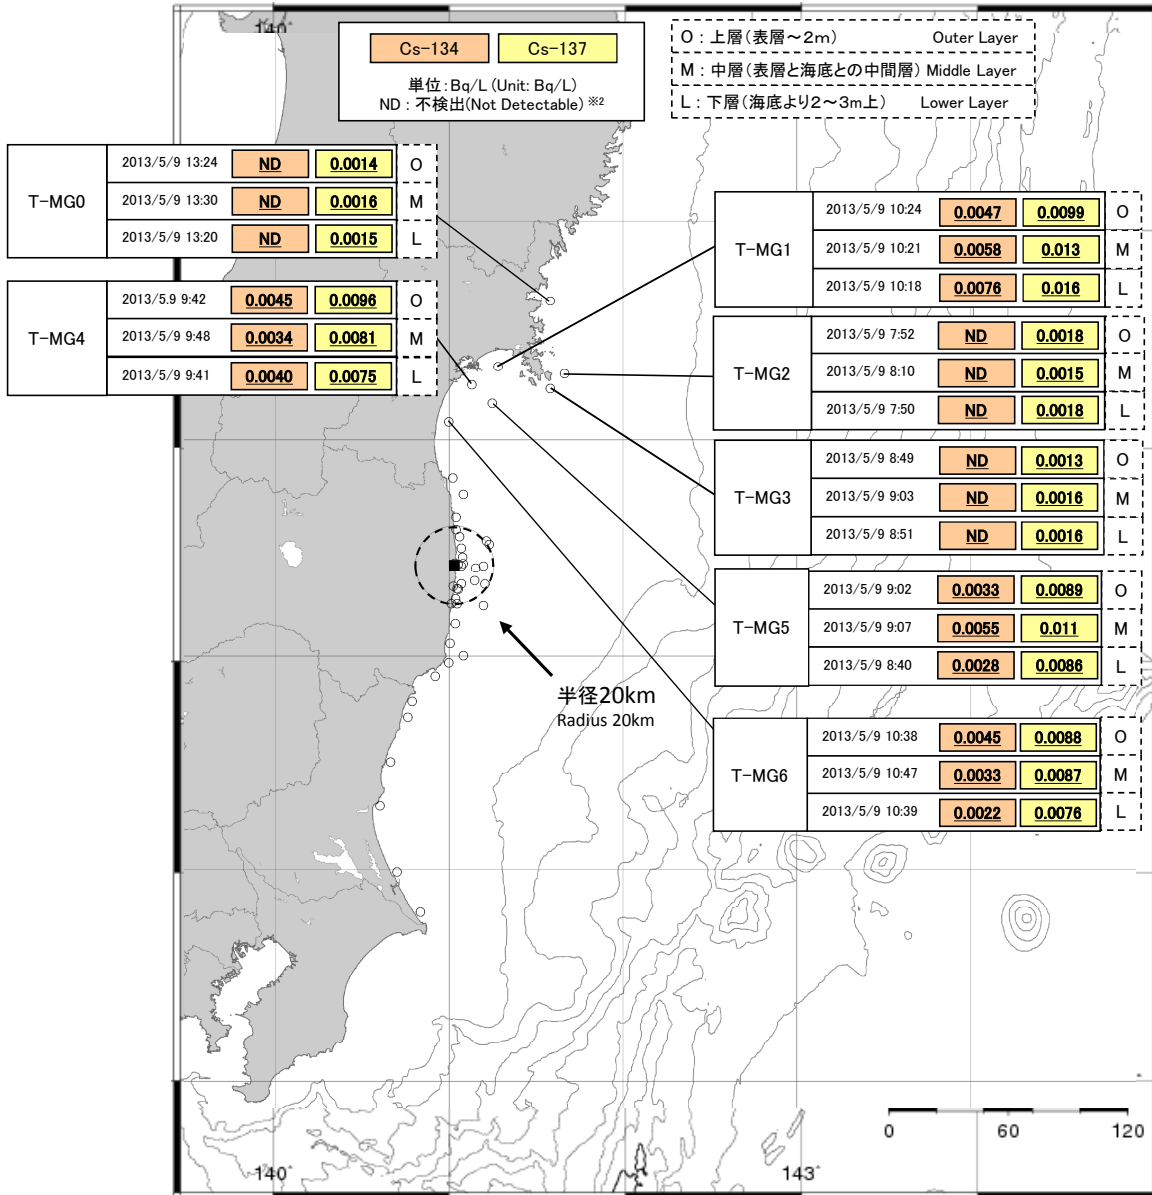 140°
Cs-134 Cs-137
単位:Bq/L (Unit: Bq/L)
ND : 不検出(Not Detectable) ※2
O : 上層(表層～2m) Outer Layer
M : 中層(表層と海底との中間層) Middle Layer
L : 下層(海底より2～3m上) Lower Layer
T-MG0
2013/5/9 13:24 ND 0.0014 O
2013/5/9 13:30 ND 0.0016 M
2013/5/9 13:20 ND 0.0015 L
T-MG4
2013/5.9 9:42 0.0045 0.0096 O
2013/5/9 9:48 0.0034 0.0081 M
2013/5/9 9:41 0.0040 0.0075 L
T-MG1
2013/5/9 10:24 0.0047 0.0099 O
2013/5/9 10:21 0.0058 0.013 M
2013/5/9 10:18 0.0076 0.016 L
T-MG2
2013/5/9 7:52 ND 0.0018 O
2013/5/9 8:10 ND 0.0015 M
2013/5/9 7:50 ND 0.0018 L
T-MG3
2013/5/9 8:49 ND 0.0013 O
2013/5/9 9:03 ND 0.0016 M
2013/5/9 8:51 ND 0.0016 L
T-MG5
2013/5/9 9:02 0.0033 0.0089 O
2013/5/9 9:07 0.0055 0.011 M
2013/5/9 8:40 0.0028 0.0086 L
T-MG6
2013/5/9 10:38 0.0045 0.0088 O
2013/5/9 10:47 0.0033 0.0087 M
2013/5/9 10:39 0.0022 0.0076 L
半径20km
Radius 20km
0 60 120
140° 143°